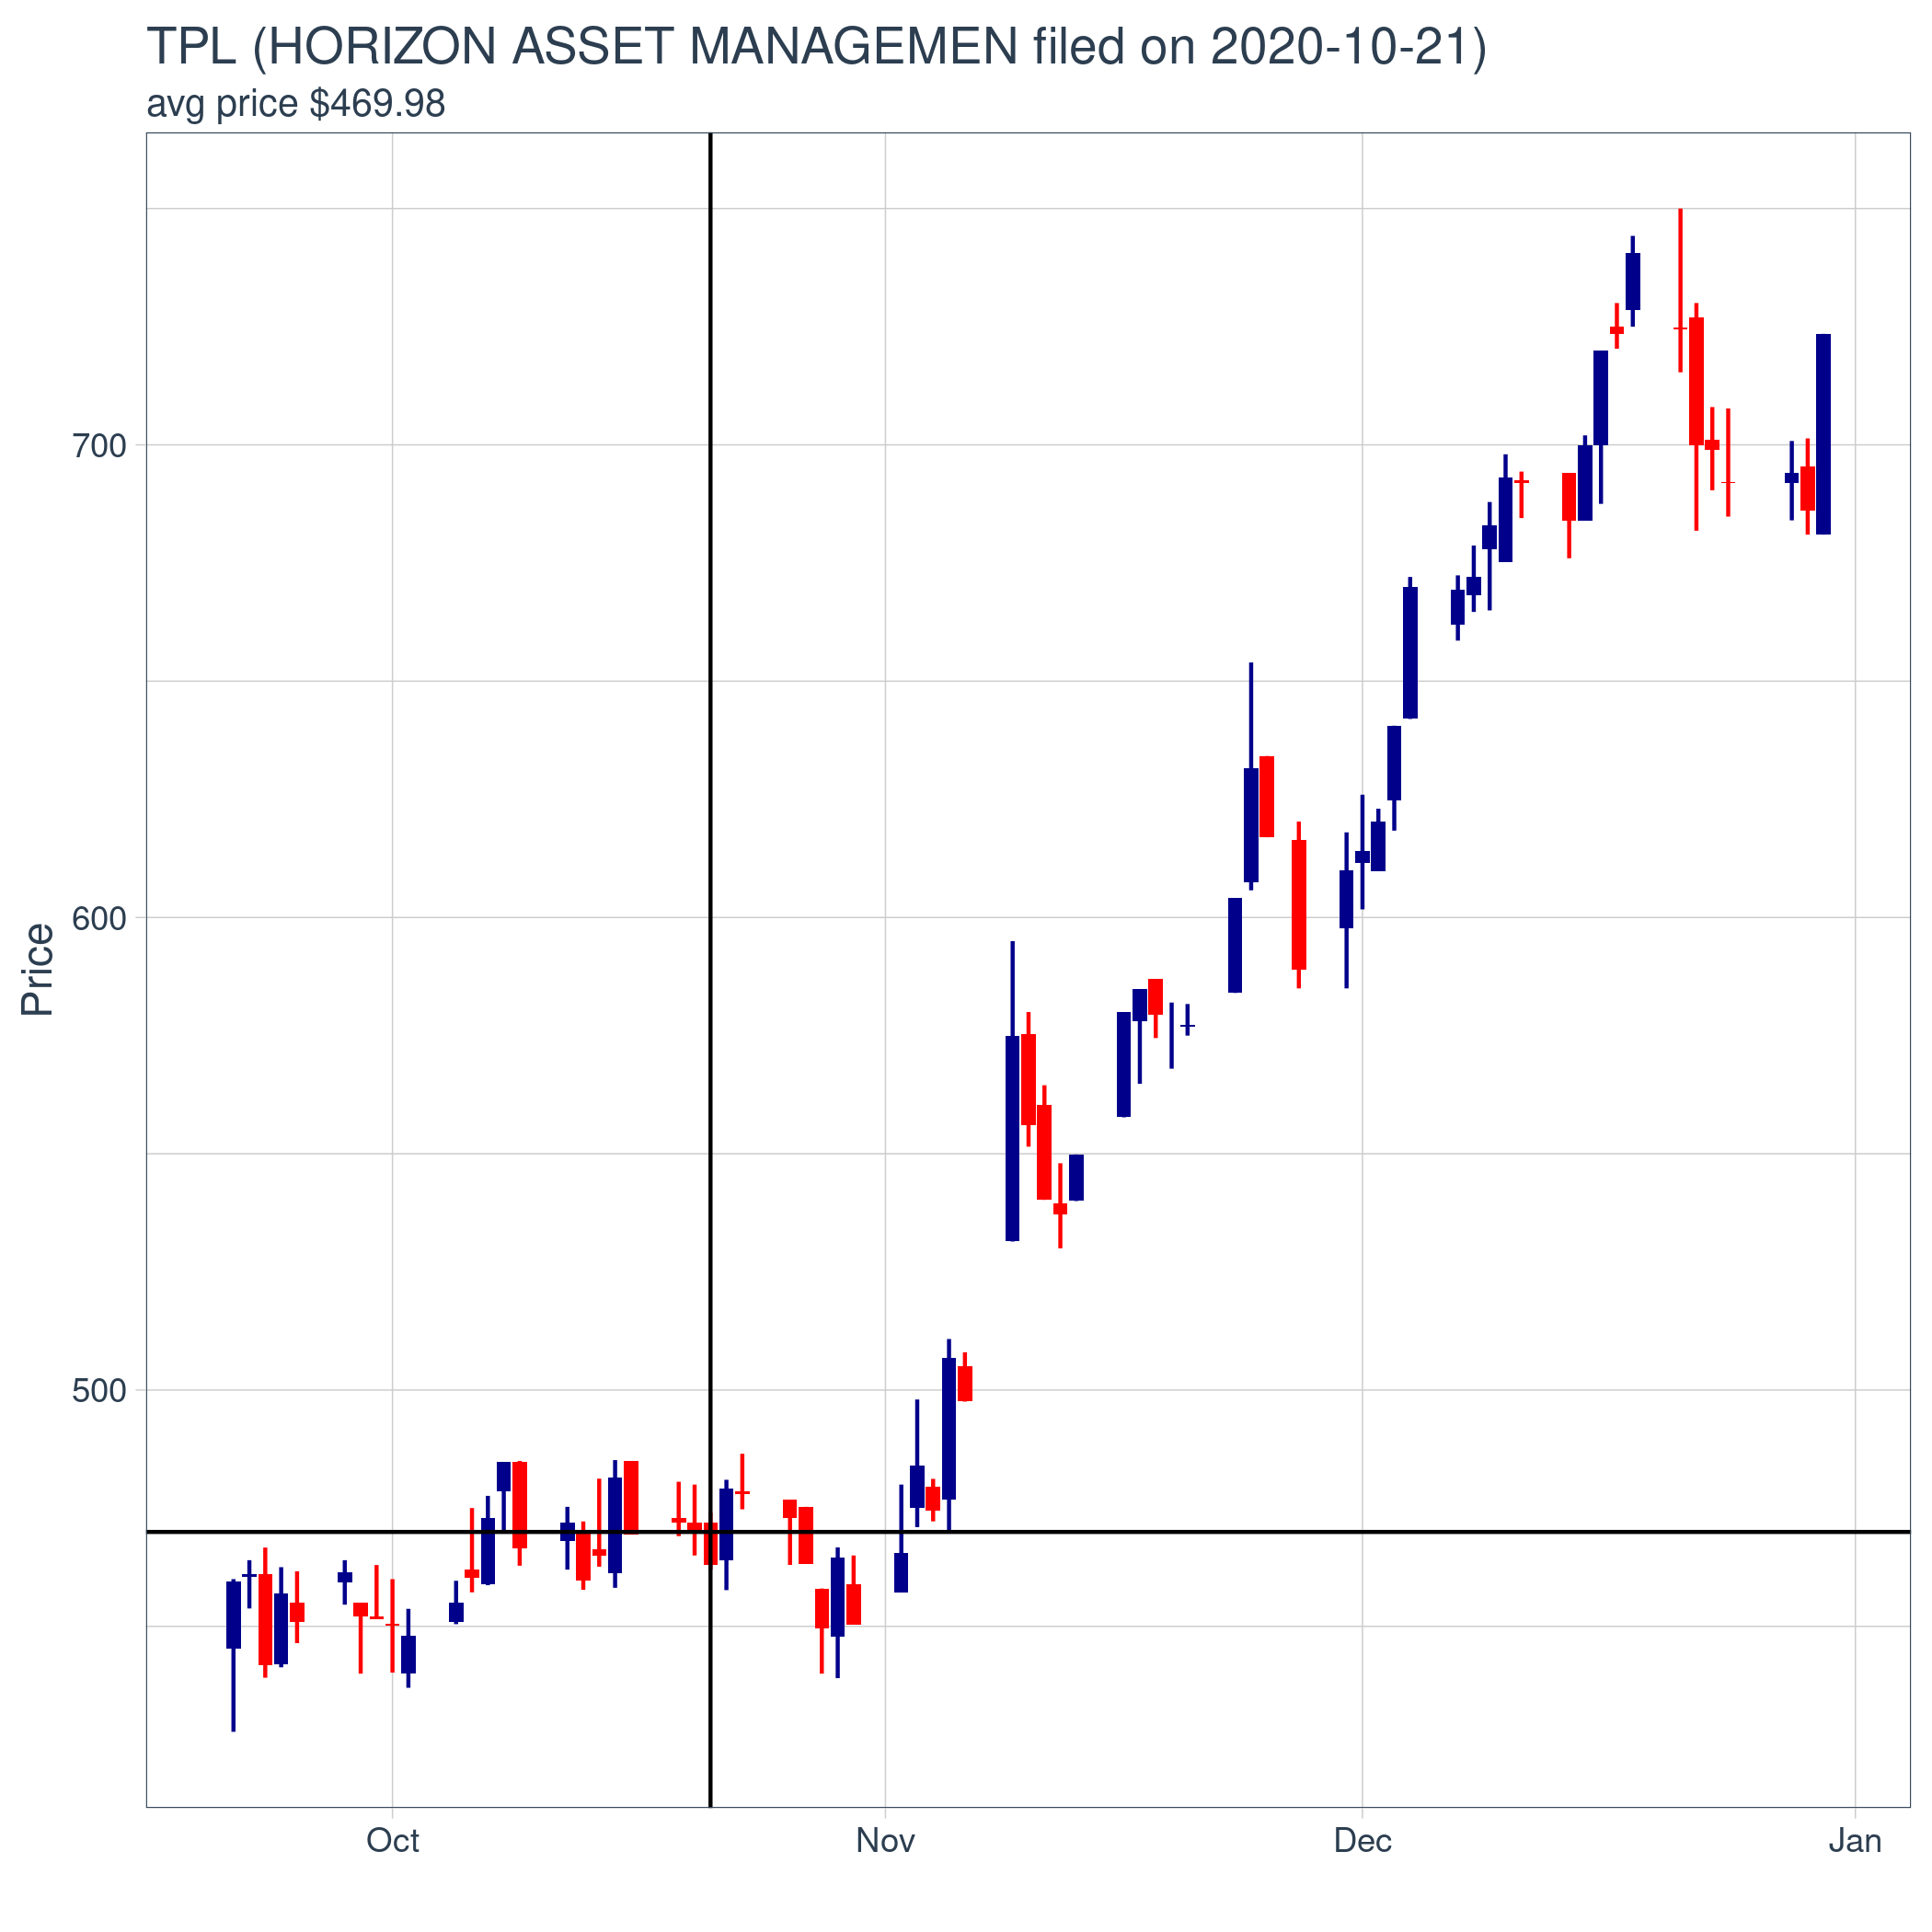 TPL (HORIZON ASSET MANAGEMEN filed on 2020-10-21)
avg price $469.98
Price
700
600
500
Oct
Nov
Dec
Jan